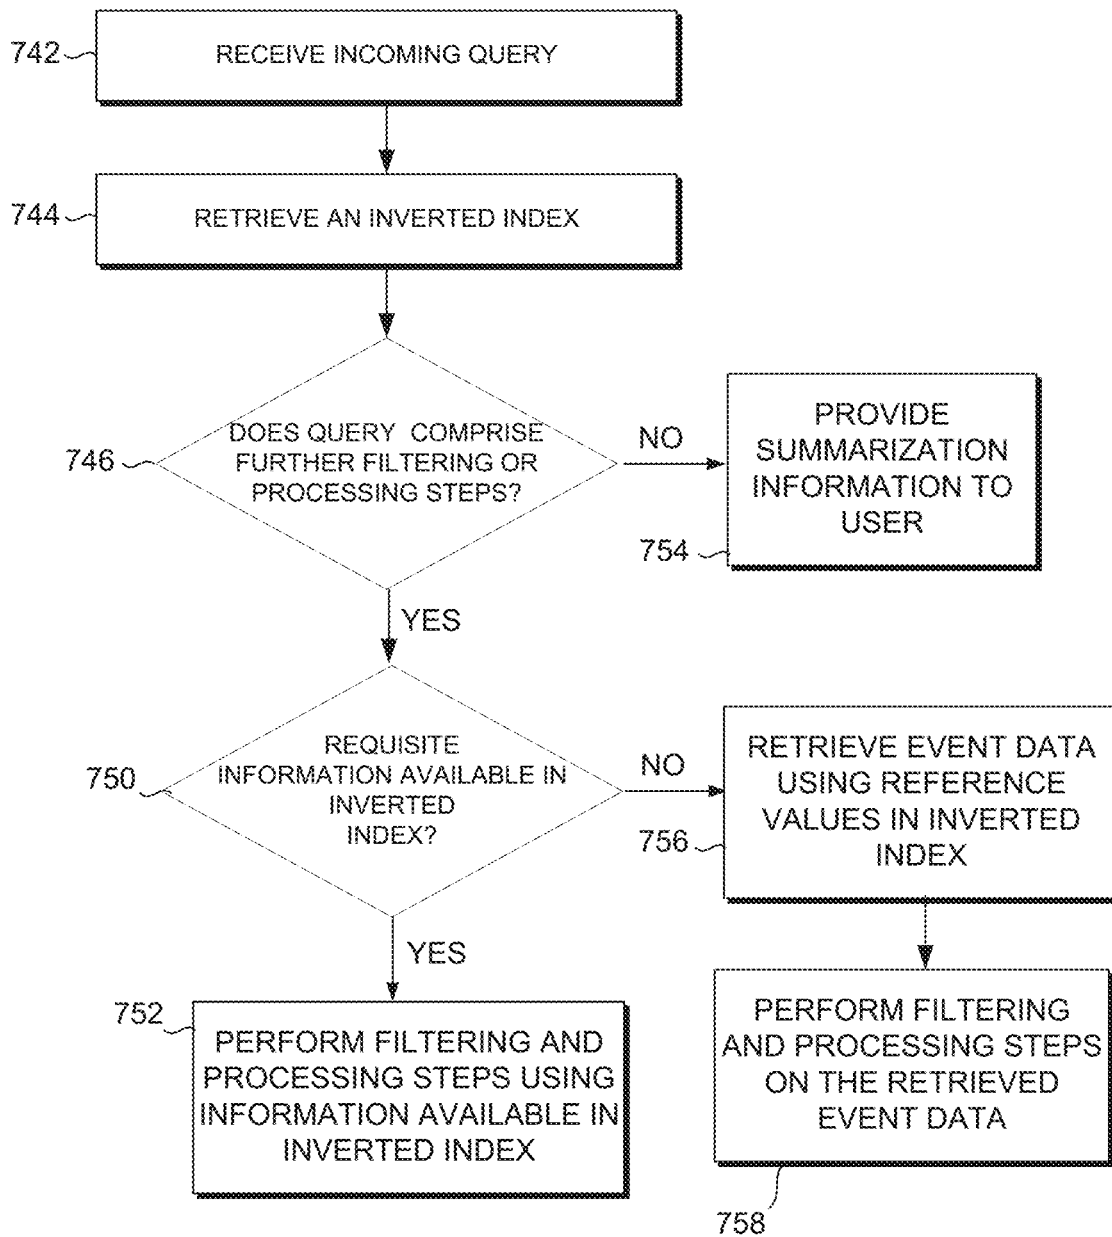 742
RECEIVE INCOMING QUERY
744
RETRIEVE AN INVERTED INDEX
746
DOES QUERY COMPRISE
FURTHER FILTERING OR
PROCESSING STEPS?
NO
PROVIDE
SUMMARIZATION
INFORMATION TO
USER
754
YES
750
REQUISITE
INFORMATION AVAILABLE IN
INVERTED
INDEX?
NO
RETRIEVE EVENT DATA
USING REFERENCE
VALUES IN INVERTED
INDEX
756
YES
752
PERFORM FILTERING AND
PROCESSING STEPS USING
INFORMATION AVAILABLE IN
INVERTED INDEX
PERFORM FILTERING
AND PROCESSING STEPS
ON THE RETRIEVED
EVENT DATA
758